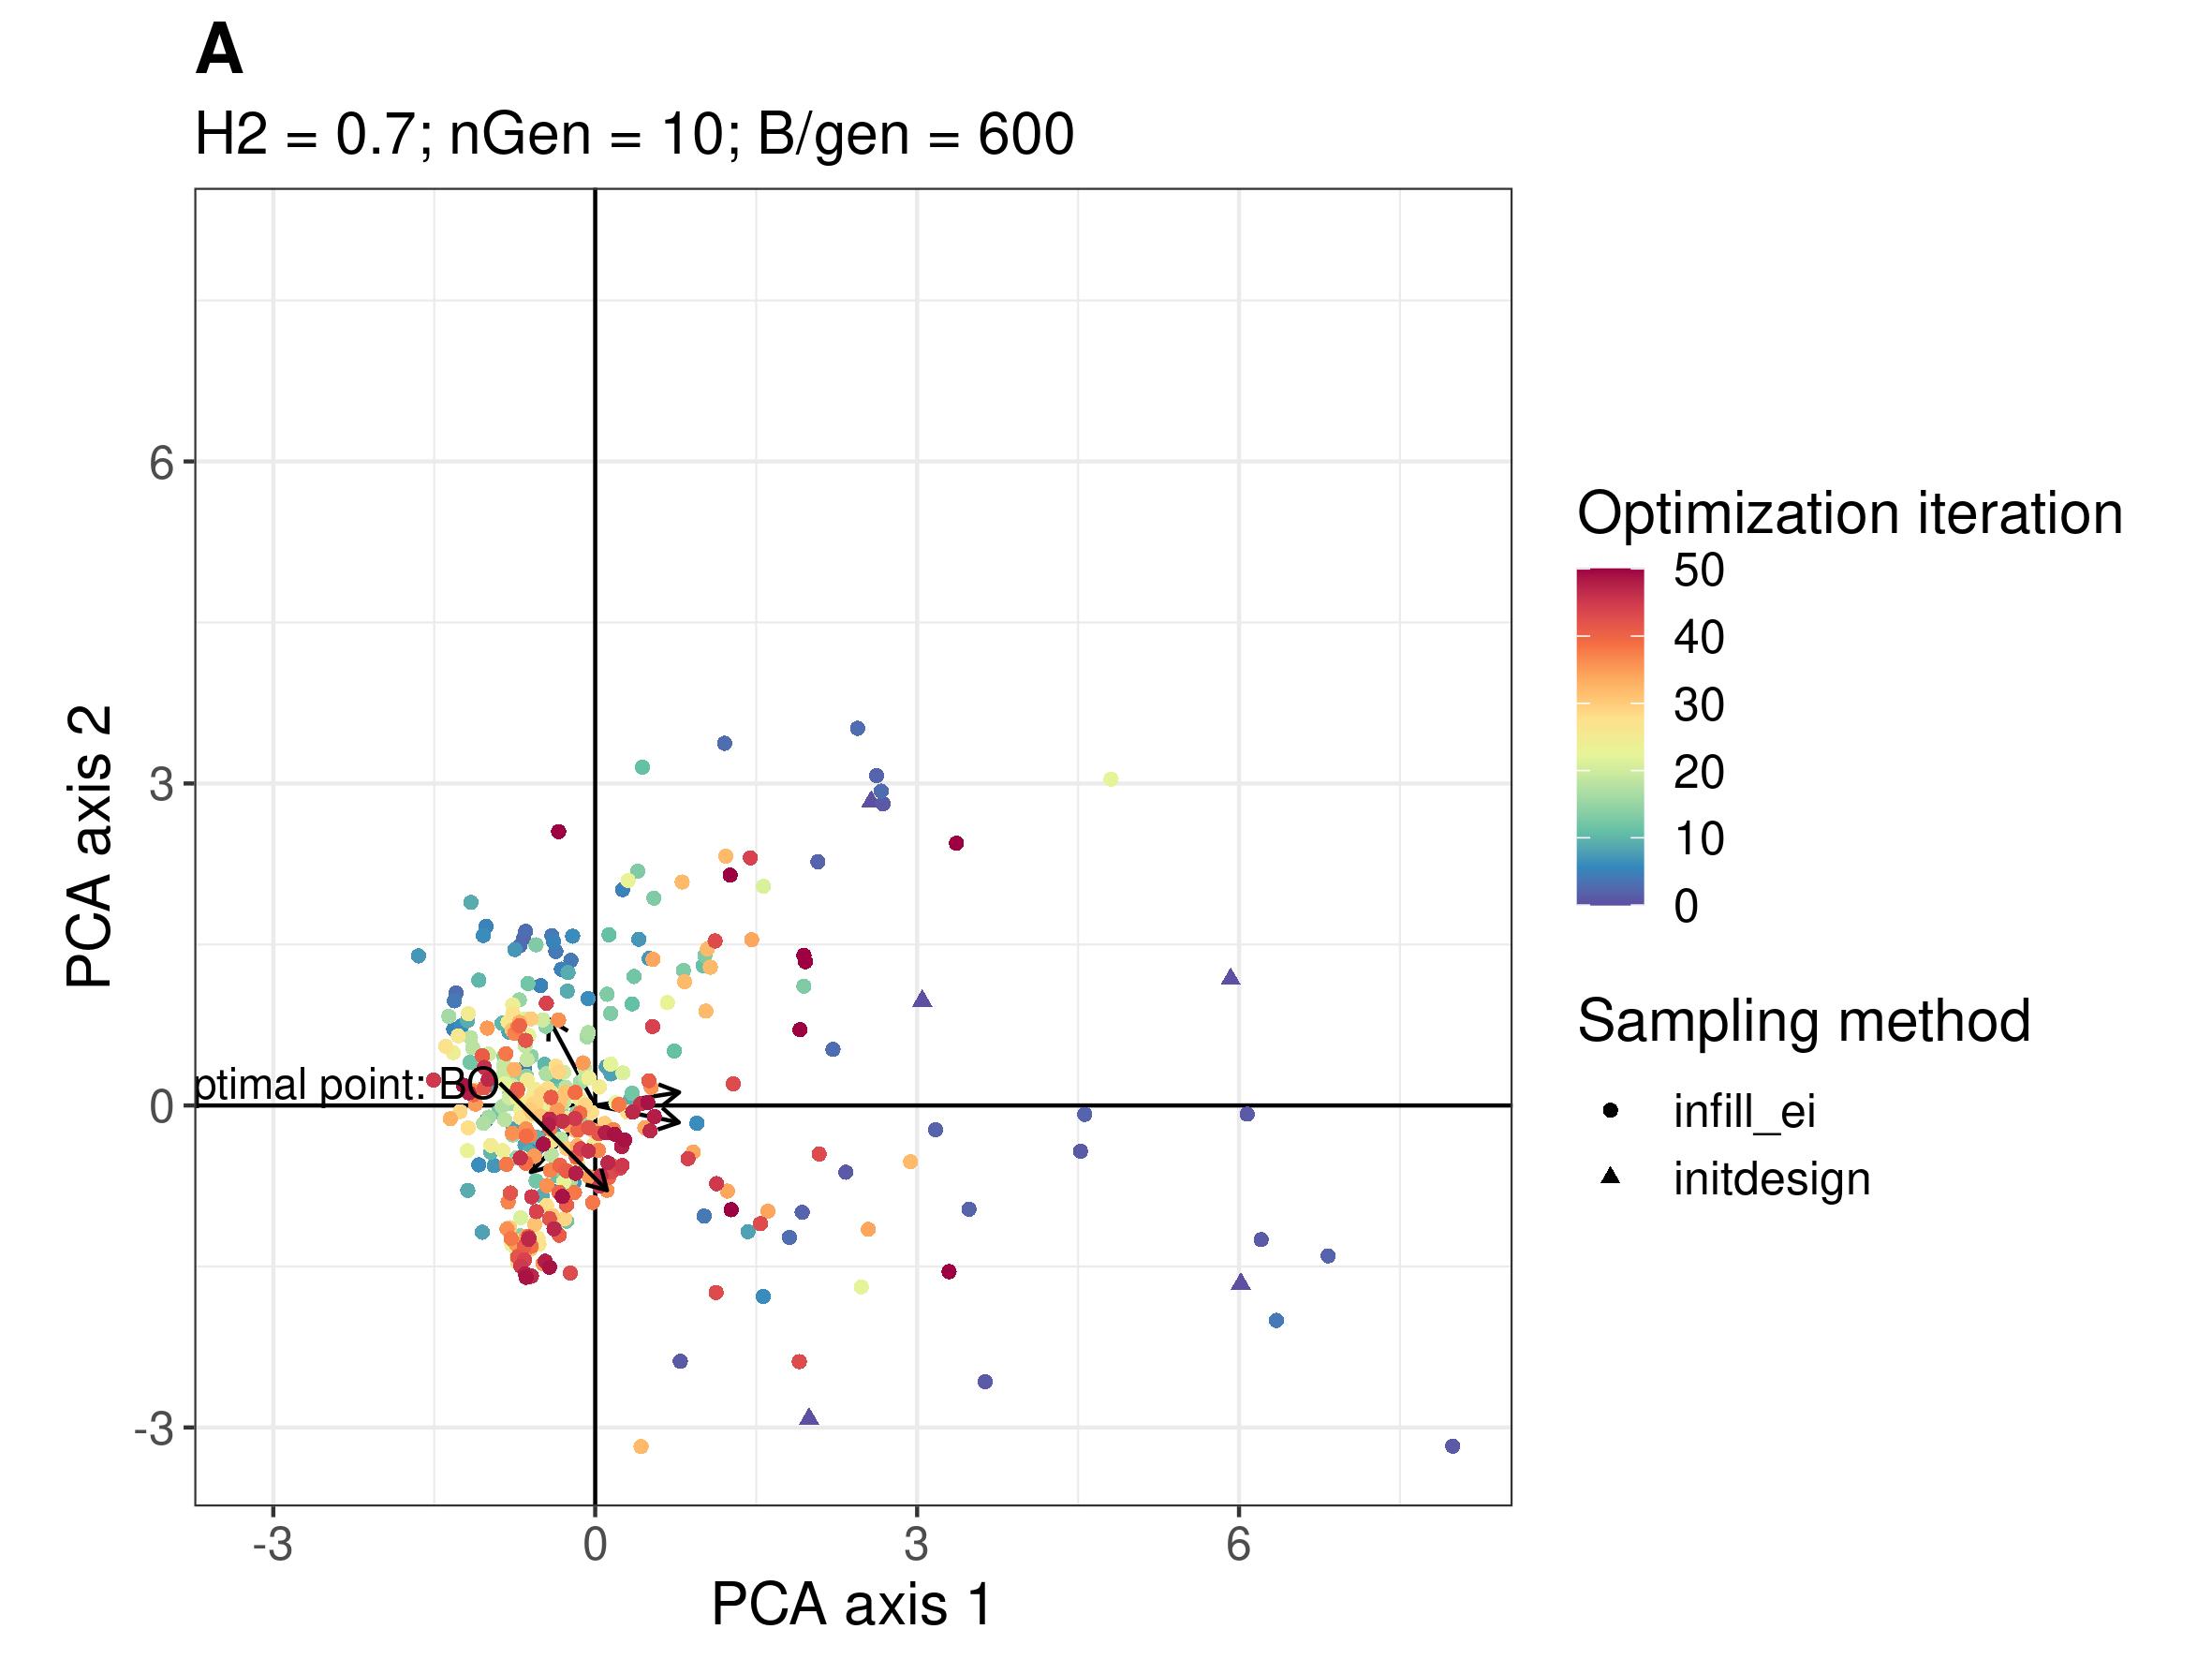 A
H2 = 0.7; nGen = 10; B/gen = 600
PCA axis 2
6
3
0
-3
ptimal point: BO
-3
0
3
6
PCA axis 1
Optimization iteration
50
40
30
20
10
0
Sampling method
infill_ei
initdesign